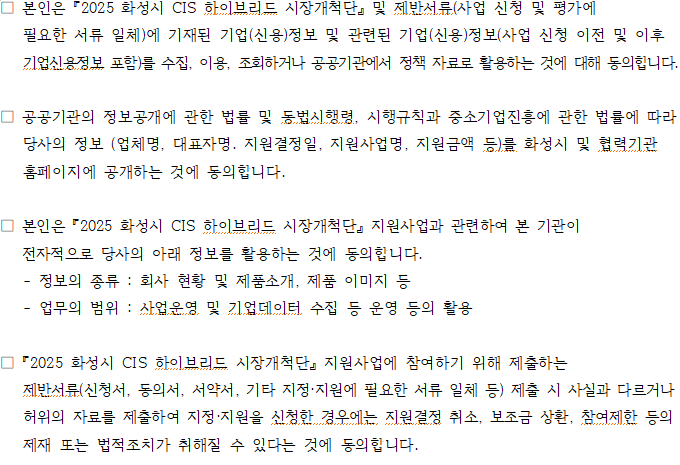 □ 본인은 『2025 화성시 CIS 하이브리드 시장개척단』 및 제반서류(사업 신청 및 평가에
필요한 서류 일체)에 기재된 기업(신용)정보 및 관련된 기업(신용)정보(사업 신청 이전 및 이후
기업신용정보 포함)를 수집, 이용, 조회하거나 공공기관에서 정책 자료로 활용하는 것에 대해 동의합니다.
□ 공공기관의 정보공개에 관한 법률 및 동법시행령, 시행규칙과 중소기업진흥에 관한 법률에 따라
당사의 정보 (업체명, 대표자명. 지원결정일, 지원사업명, 지원금액 등)를 화성시 및 협력기관
홈페이지에 공개하는 것에 동의합니다.
□ 본인은 『2025 화성시 CIS 하이브리드 시장개척단』 지원사업과 관련하여 본 기관이
전자적으로 당사의 아래 정보를 활용하는 것에 동의합니다.
- 정보의 종류 : 회사 현황 및 제품소개, 제품 이미지 등
- 업무의 범위 : 사업운영 및 기업데이터 수집 등 운영 등의 활용
□ 『2025 화성시 CIS 하이브리드 시장개척단』 지원사업에 참여하기 위해 제출하는
제반서류(신청서, 동의서, 서약서, 기타 지정·지원에 필요한 서류 일체 등) 제출 시 사실과 다르거나
허위의 자료를 제출하여 지정·지원을 신청한 경우에는 지원결정 취소, 보조금 상환, 참여제한 등의
제재 또는 법적조치가 취해질 수 있다는 것에 동의합니다.